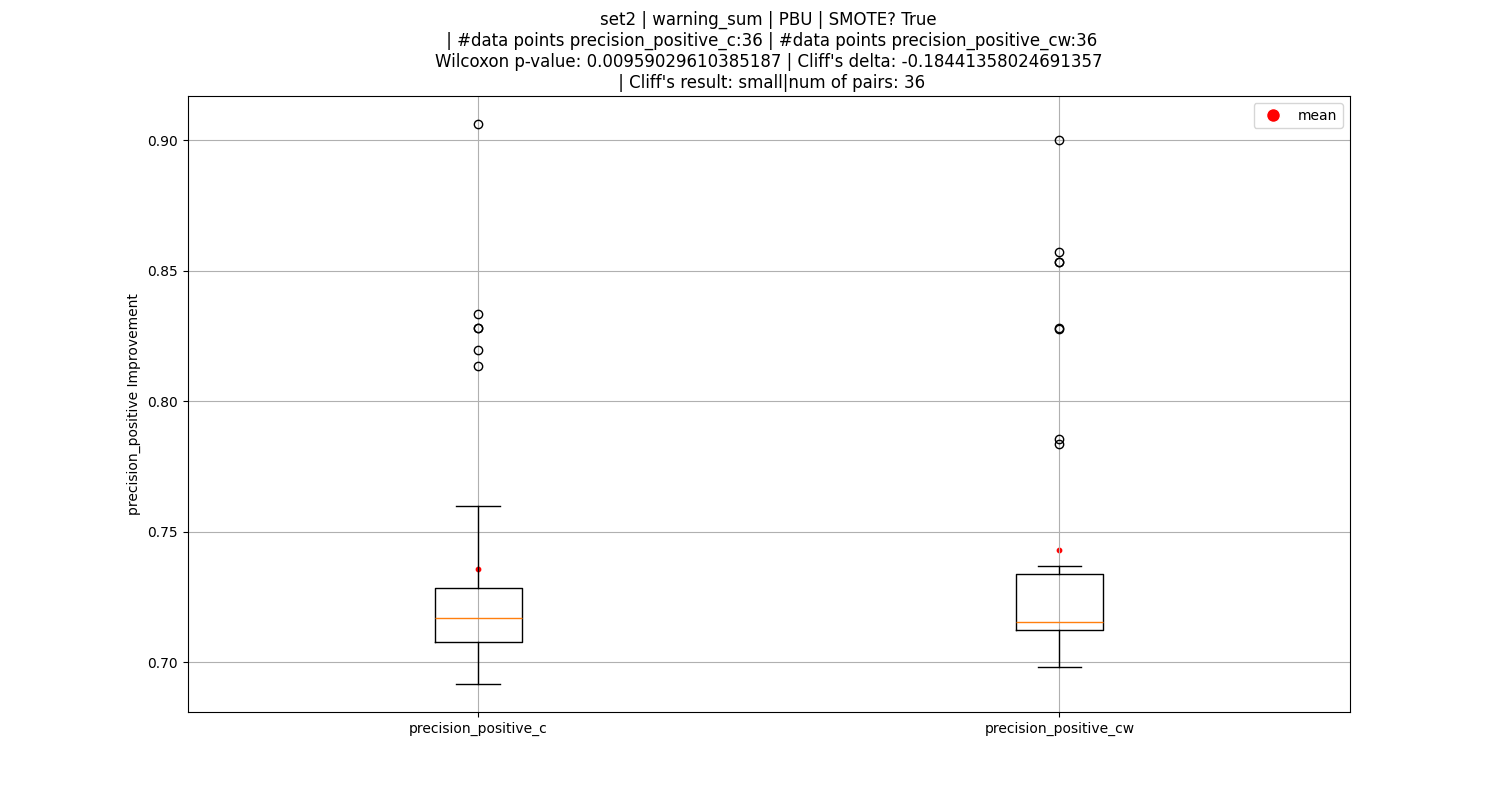 set2 | warning_sum | PBU | SMOTE? True
| #data points precision_positive_c:36 | #data points precision_positive_cw:36
Wilcoxon p-value: 0.00959029610385187 | Cliff's delta: -0.18441358024691357
| Cliff's result: small|num of pairs: 36
mean
0.90
0.85
0.80
0.75
0.70
precision_positive Improvement
precision_positive_c
precision_positive_cw